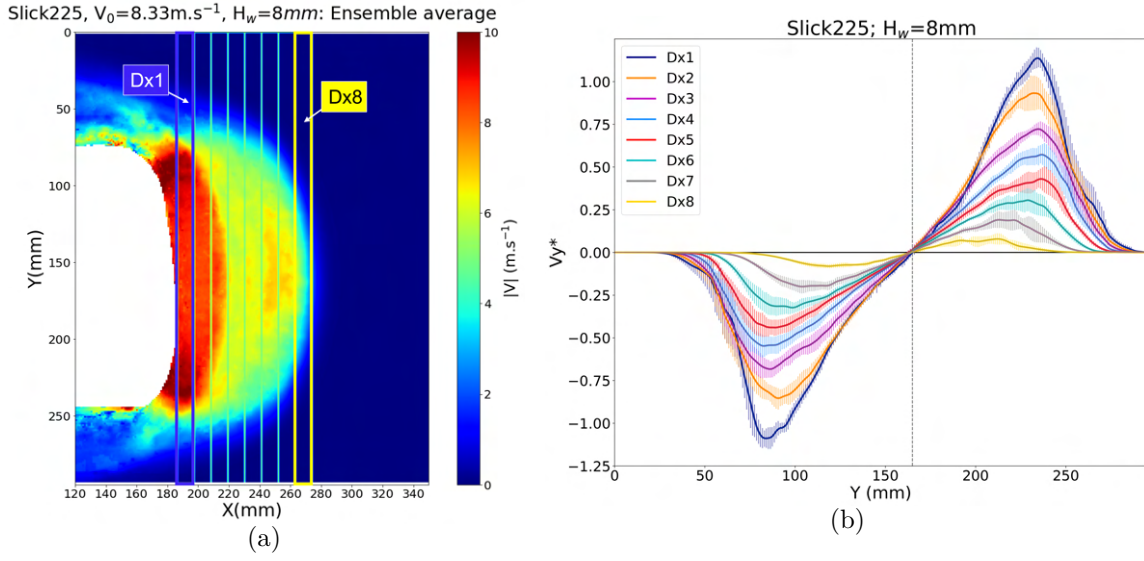 Slick225, V₀=8.33m.s⁻¹, H_w=8mm: Ensemble average
0
50
100
150
200
250
Y(mm)
Dx1
Dx8
120 140 160 180 200 220 240 260 280 300 320 340
X(mm)
10
8
6
4
2
0
|V| (m.s⁻¹)
(a)
Slick225; H_w=8mm
Dx1
Dx2
Dx3
Dx4
Dx5
Dx6
Dx7
Dx8
1.00
0.75
0.50
0.25
0.00
−0.25
−0.50
−0.75
−1.00
−1.25
Vy*
0 50 100 150 200 250
Y (mm)
(b)